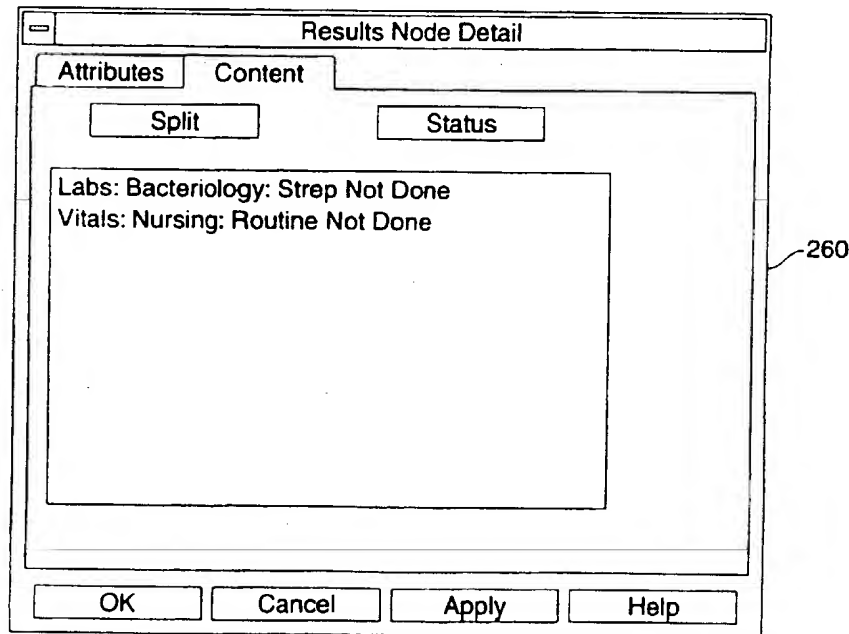 Results Node Detail
Attributes Content
Split Status
Labs: Bacteriology: Strep Not Done
Vitals: Nursing: Routine Not Done
260
OK Cancel Apply Help